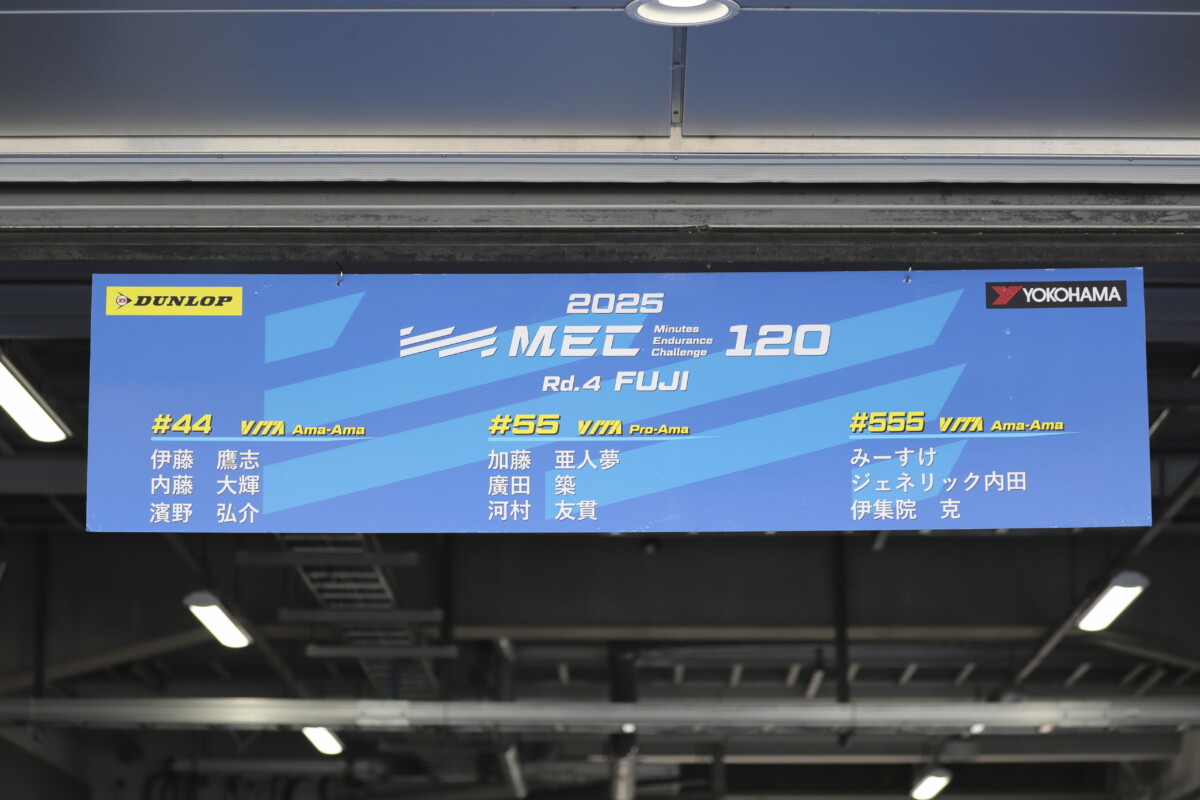 DUNLOP
YOKOHAMA
2025
MEC Minutes Endurance Challenge 120
Rd.4 FUJI
#44 VITA Ama-Ama
伊藤 鷹志
内藤 大輝
濱野 弘介
#55 VITA Pro-Ama
加藤 亜人夢
廣田 築
河村 友貫
#555 VITA Ama-Ama
みーすけ
ジェネリック内田
伊集院 克